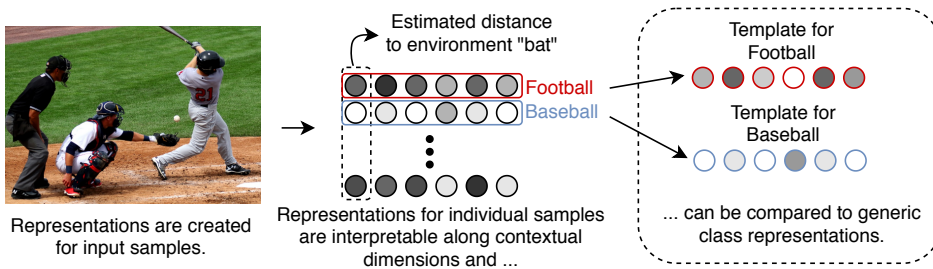 Estimated distance
to environment "bat"
Football
Baseball
21
Representations are created
for input samples.
Representations for individual samples
are interpretable along contextual
dimensions and ...
Template for
Football
Template for
Baseball
... can be compared to generic
class representations.